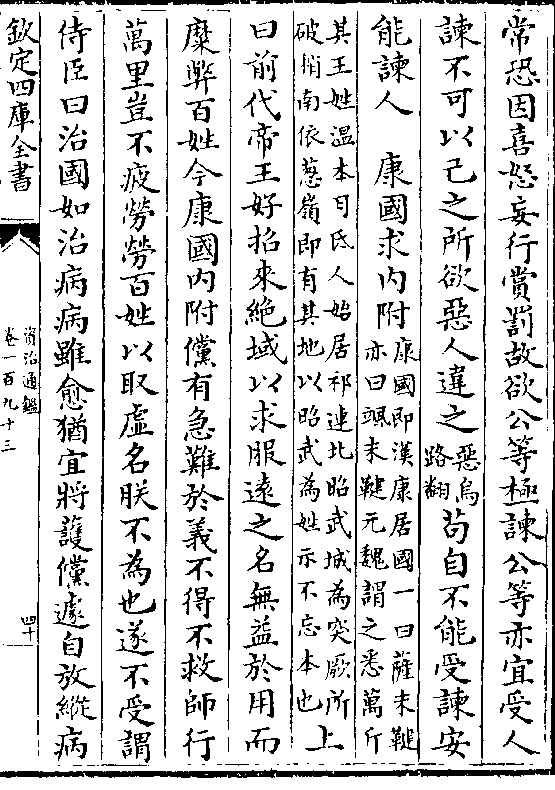 常恐因喜怒妄行賞罰故欲公等極諫公等亦宜受人
諫不可以己之所欲惡人違之惡烏路翻苟自不能受諫安
能諫人 康國求內附康國即漢康居國一曰薩末鞬亦曰颯末鞬元魏謂之悉萬斤
其王姓温本月氏人始居祁連北昭武城為突厥所破稍南依葱嶺即有其地以昭武為姓示不忘本也上
曰前代帝王好招來絶域以求服遠之名無益於用而
糜弊百姓今康國內附儻有急難於義不得不救師行
萬里豈不疲勞勞百姓以取虚名朕不為也遂不受謂
侍臣曰治國如治病病雖愈猶宜將護儻遽自放縱病
欽定四庫全書
資治通鑑
卷一百九十三
四十